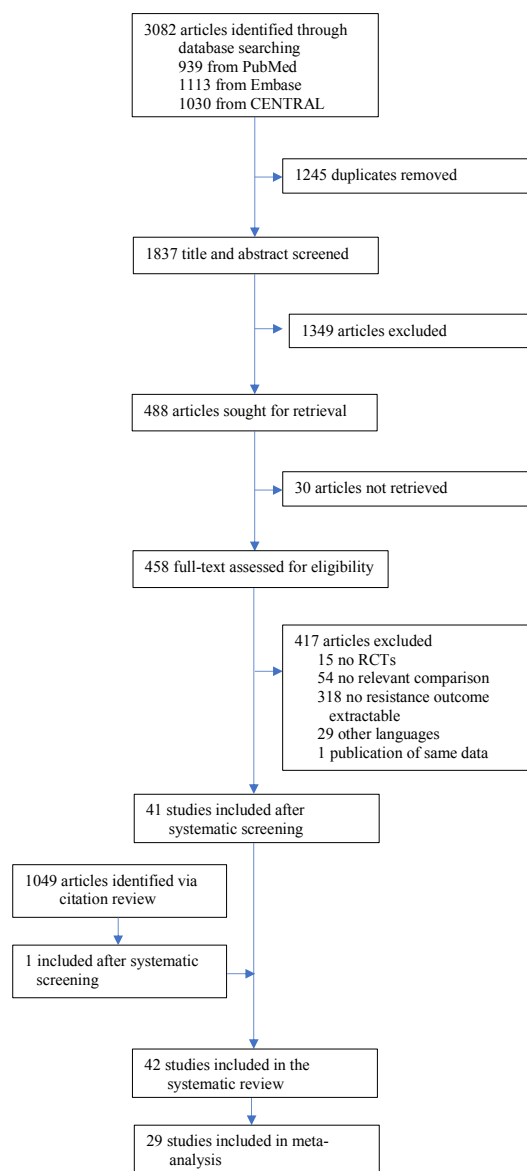 3082 articles identified through
database searching
939 from PubMed
1113 from Embase
1030 from CENTRAL
1245 duplicates removed
1837 title and abstract screened
1349 articles excluded
488 articles sought for retrieval
30 articles not retrieved
458 full-text assessed for eligibility
417 articles excluded
15 no RCTs
54 no relevant comparison
318 no resistance outcome
extractable
29 other languages
1 publication of same data
41 studies included after
systematic screening
1049 articles identified via
citation review
1 included after systematic
screening
42 studies included in the
systematic review
29 studies included in meta-
analysis